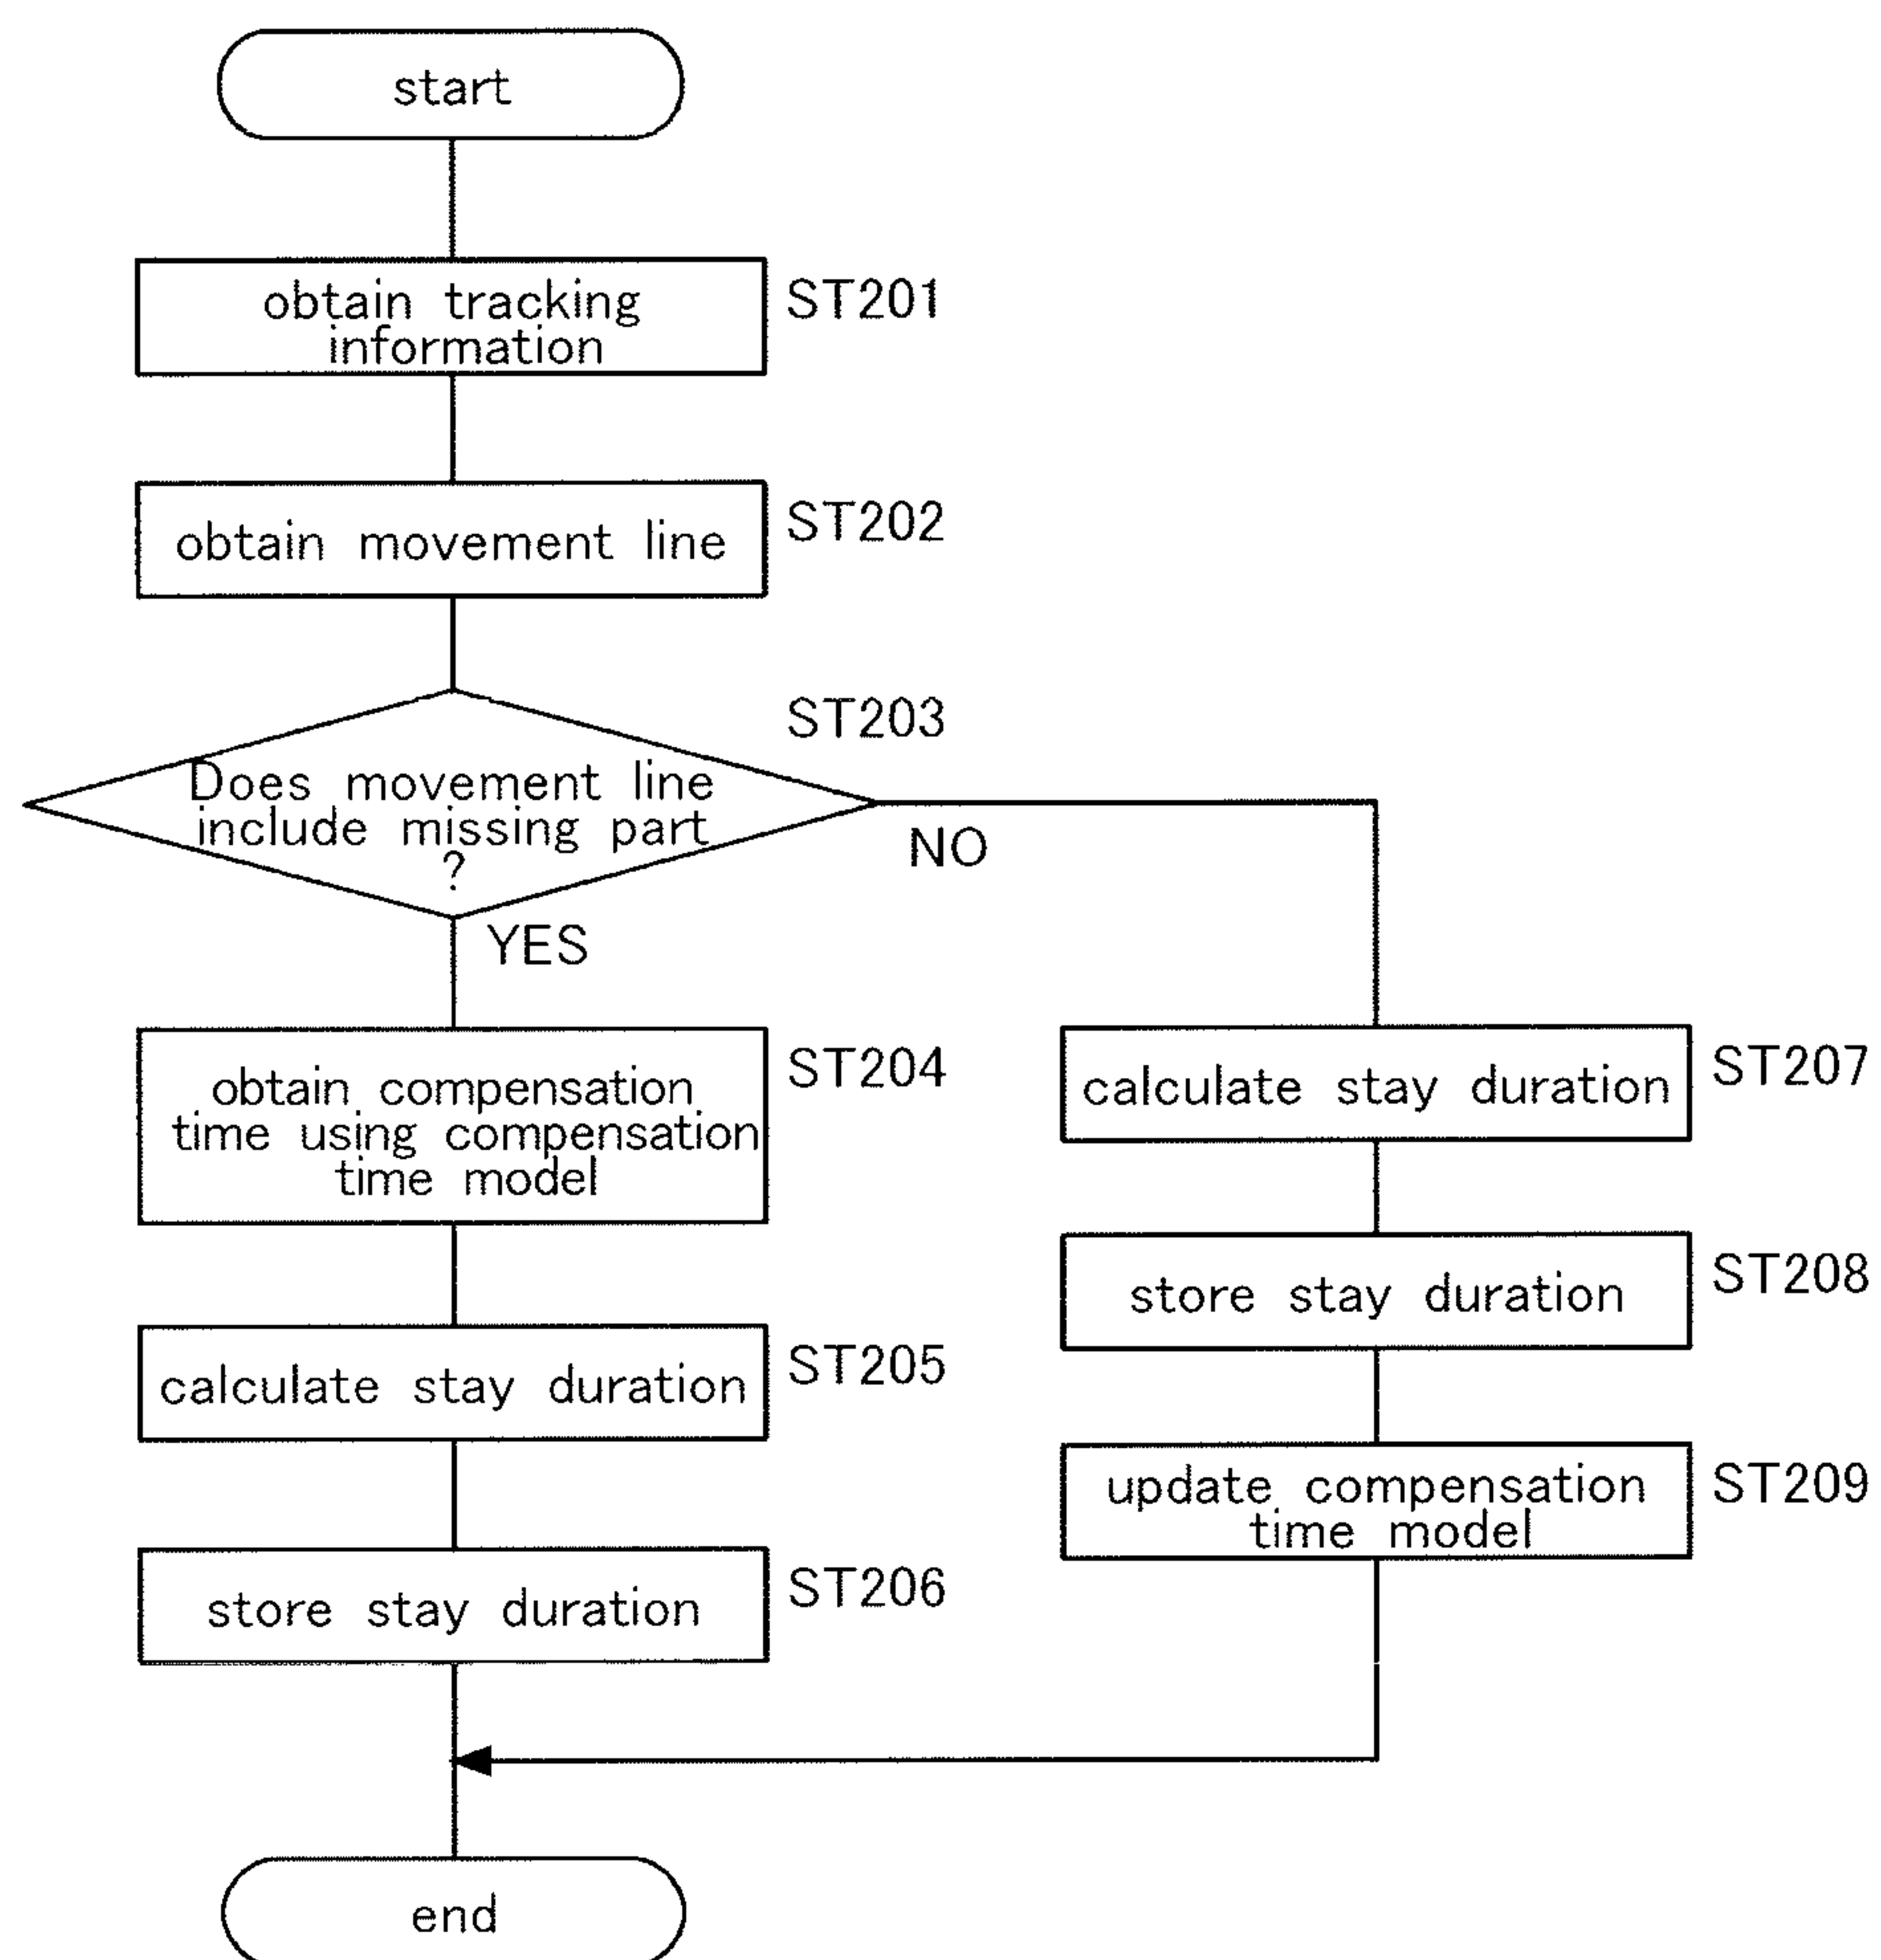 start
obtain tracking
information
ST201
obtain movement line
ST202
ST203
Does movement line
include missing part
?
NO
YES
obtain compensation
time using compensation
time model
ST204
calculate stay duration
ST205
store stay duration
ST206
calculate stay duration
ST207
store stay duration
ST208
update compensation
time model
ST209
end